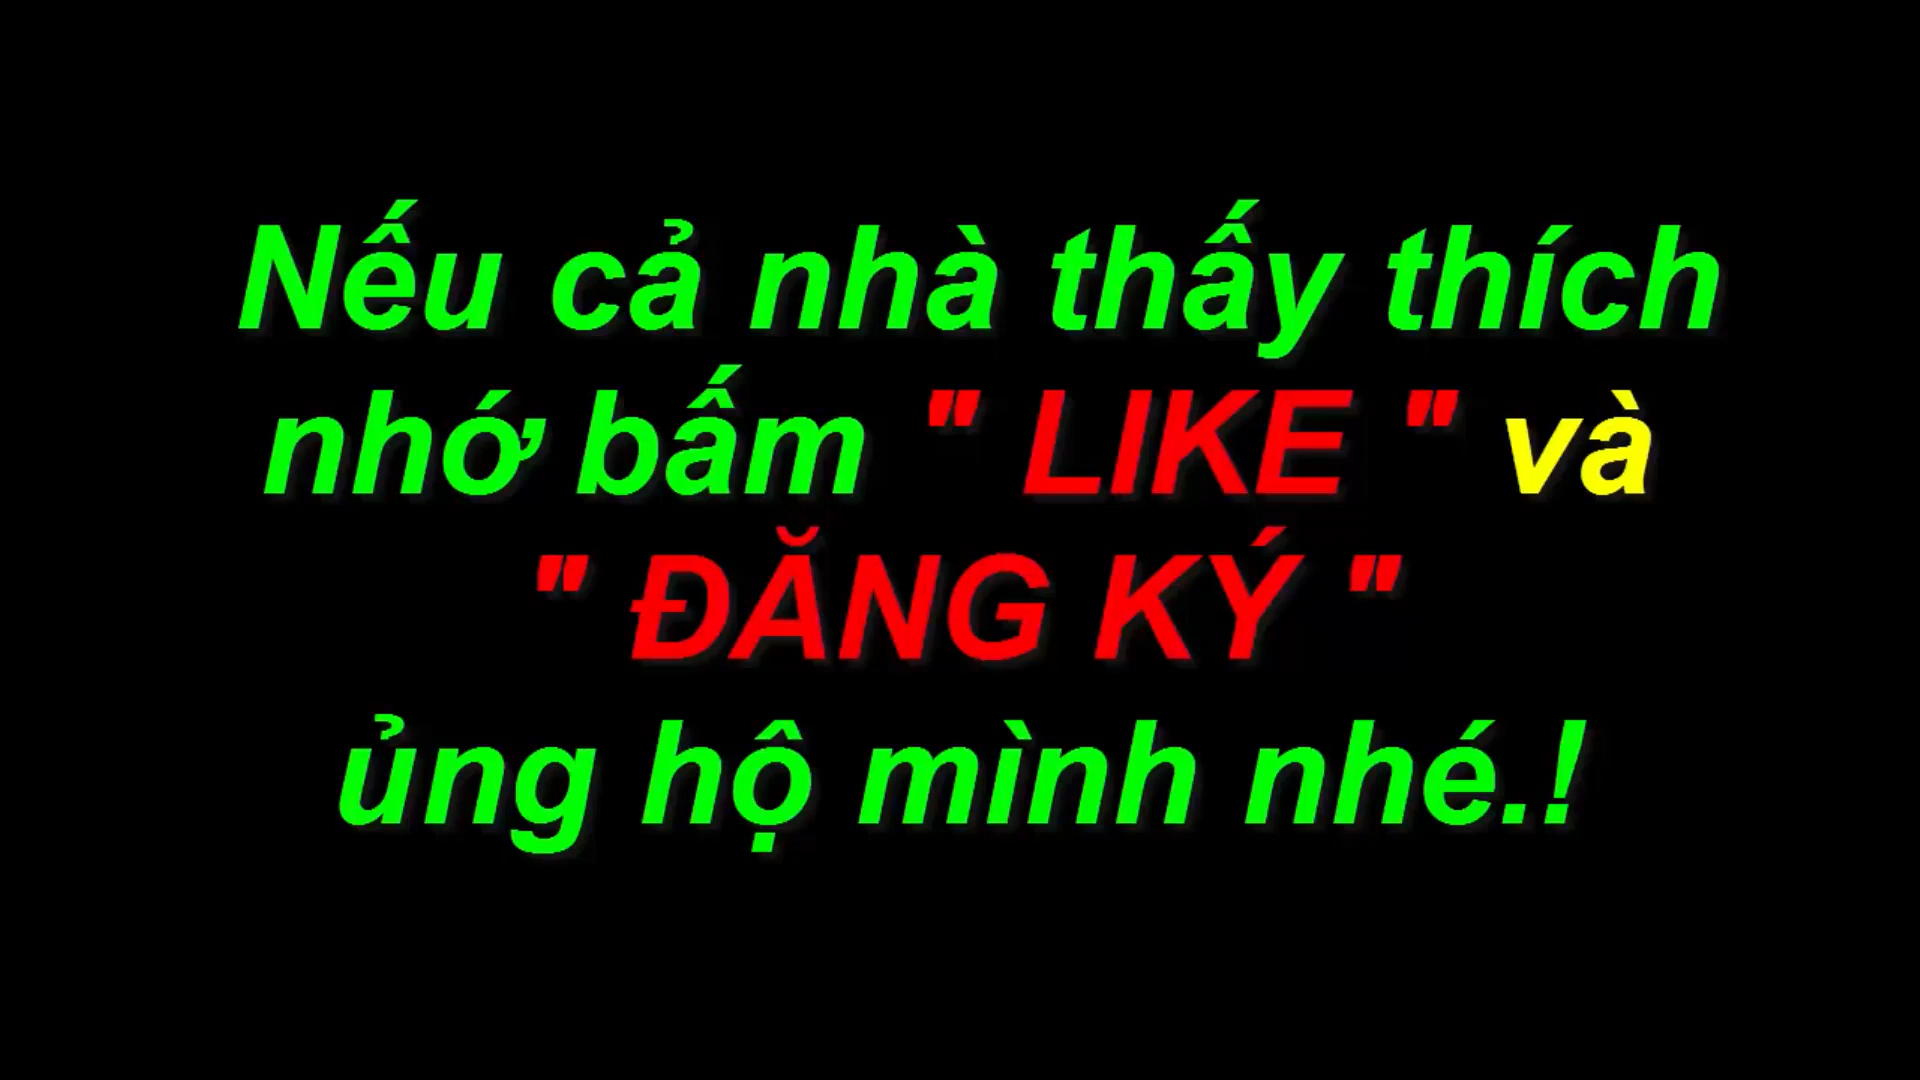 Nếu cả nhà thấy thích
nhớ bấm " LIKE " và
" ĐĂNG KÝ "
ủng hộ mình nhé.!